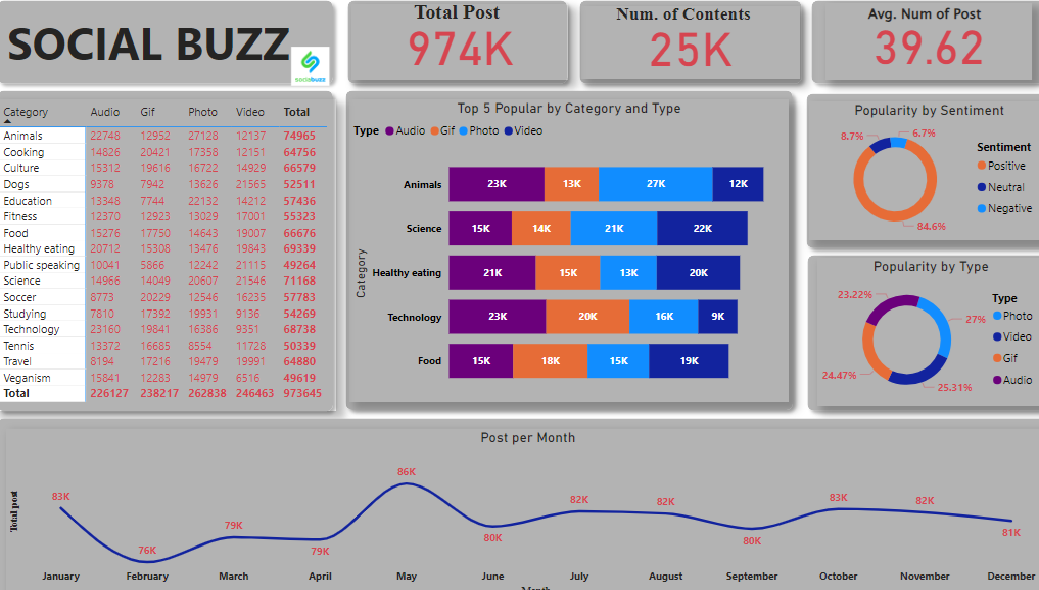 SOCIAL BUZZ
socialbuzz
Total Post
974K
Num. of Contents
25K
Avg. Num of Post
39.62
Category Audio Gif Photo Video Total
Animals 22748 12952 27128 12137 74965
Cooking 14826 20421 17358 12151 64756
Culture 15312 19616 16722 14929 66579
Dogs 9378 7942 13626 21565 52511
Education 13348 7744 22132 14212 57436
Fitness 12370 12923 13029 17001 55323
Food 15276 17750 14643 19007 66676
Healthy eating 20712 15308 13476 19843 69339
Public speaking 10041 5866 12242 21115 49264
Science 14966 14049 20607 21546 71168
Soccer 8773 20229 12546 16235 57783
Studying 7810 17392 19931 9136 54269
Technology 23160 19841 16386 9351 68738
Tennis 13372 16685 8554 11728 50339
Travel 8194 17216 19479 19991 64880
Veganism 15841 12283 14979 6516 49619
Total 226127 238217 262838 246463 973645
Top 5 Popular by Category and Type
Type Audio Gif Photo Video
Category
Animals 23K 13K 27K 12K
Science 15K 14K 21K 22K
Healthy eating 21K 15K 13K 20K
Technology 23K 20K 16K 9K
Food 15K 18K 15K 19K
Popularity by Sentiment
8.7% 6.7%
84.6%
Sentiment
Positive
Neutral
Negative
Popularity by Type
23.22%
27%
24.47%
25.31%
Type
Photo
Video
Gif
Audio
Post per Month
Total post
83K 76K 79K 79K 86K 80K 82K 82K 80K 83K 82K 81K
January February March April May June July August September October November December
Month